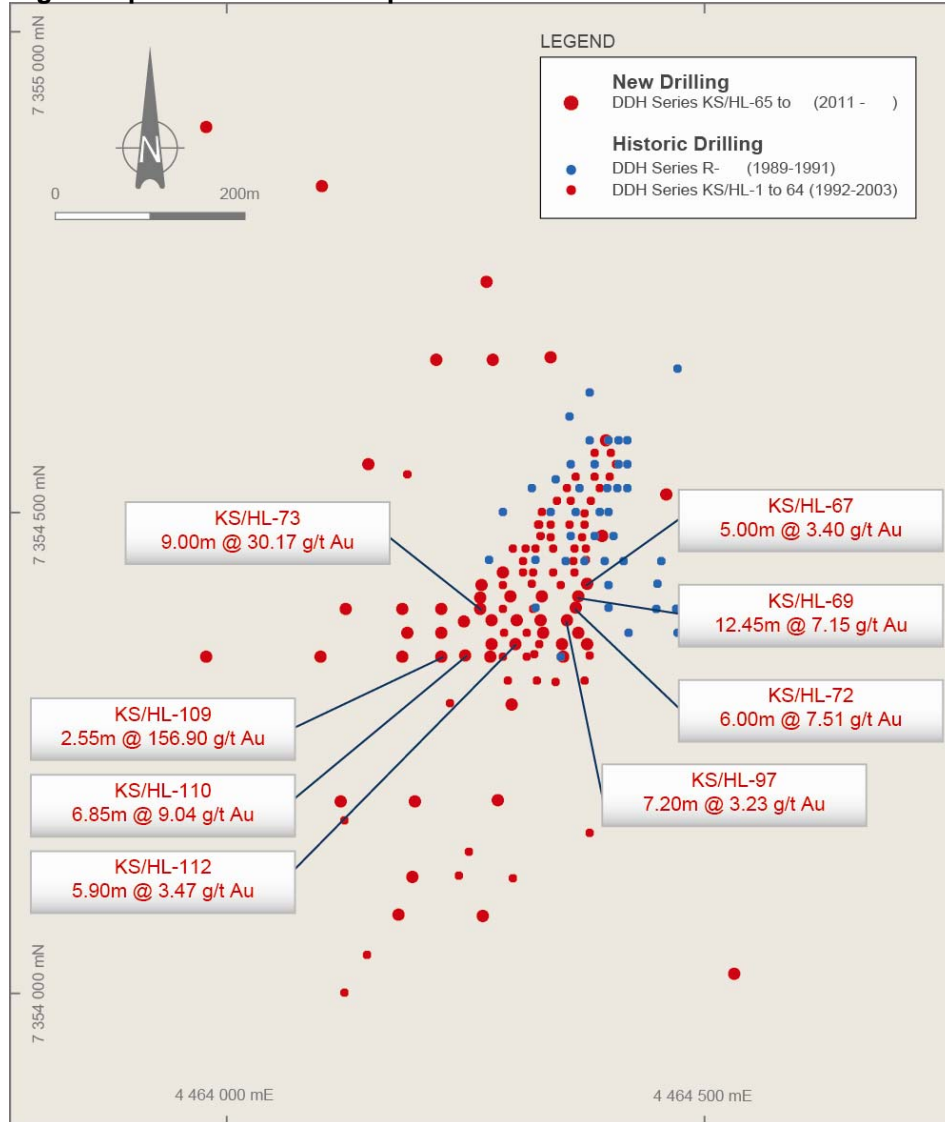 7 355 000 mN
LEGEND
New Drilling
DDH Series KS/HL-65 to (2011 - )
Historic Drilling
DDH Series R- (1989-1991)
DDH Series KS/HL-1 to 64 (1992-2003)
N
0 200m
7 354 500 mN
KS/HL-73
9.00m @ 30.17 g/t Au
KS/HL-67
5.00m @ 3.40 g/t Au
KS/HL-69
12.45m @ 7.15 g/t Au
KS/HL-72
6.00m @ 7.51 g/t Au
KS/HL-109
2.55m @ 156.90 g/t Au
KS/HL-97
7.20m @ 3.23 g/t Au
KS/HL-110
6.85m @ 9.04 g/t Au
KS/HL-112
5.90m @ 3.47 g/t Au
7 354 000 mN
4 464 000 mE
4 464 500 mE